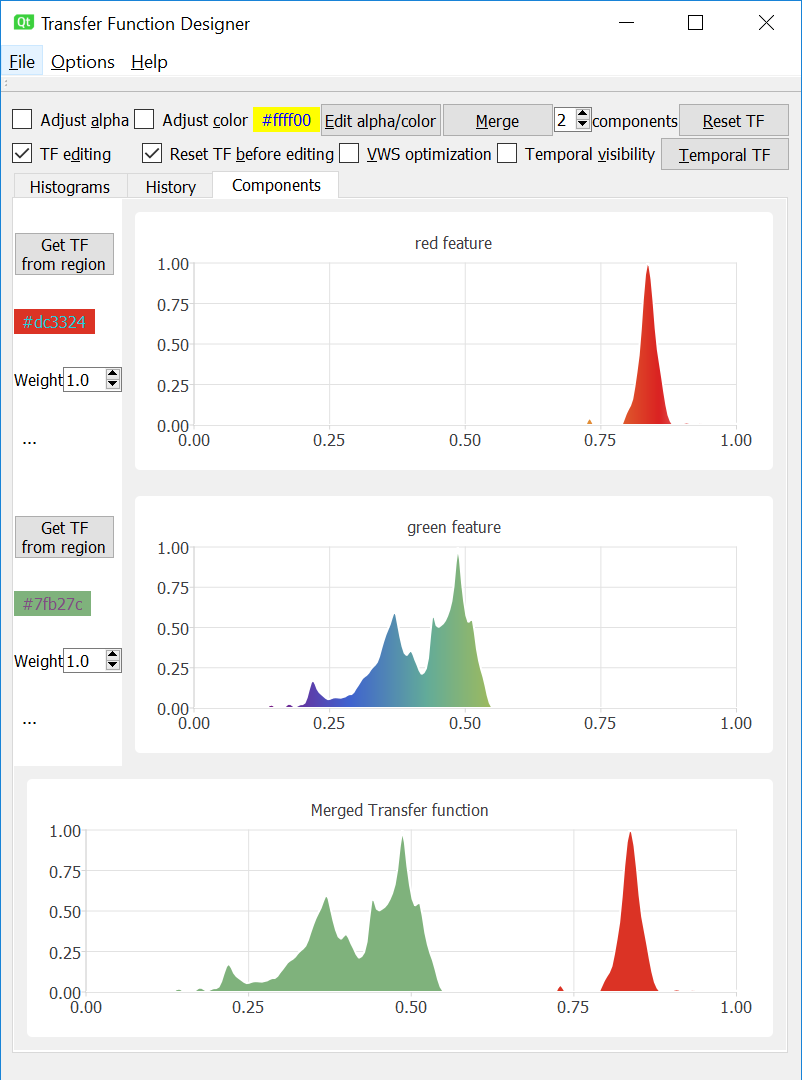 Qt Transfer Function Designer
File Options Help
Adjust alpha Adjust color #ffff00 Edit alpha/color Merge 2 components Reset TF
TF editing Reset TF before editing VWS optimization Temporal visibility Temporal TF
Histograms History Components
Get TF
from region
#dc3324
Weight 1.0
...
red feature
1.00
0.75
0.50
0.25
0.00
0.00 0.25 0.50 0.75 1.00
Get TF
from region
#7fb27c
Weight 1.0
...
green feature
1.00
0.75
0.50
0.25
0.00
0.00 0.25 0.50 0.75 1.00
Merged Transfer function
1.00
0.75
0.50
0.25
0.00
0.00 0.25 0.50 0.75 1.00